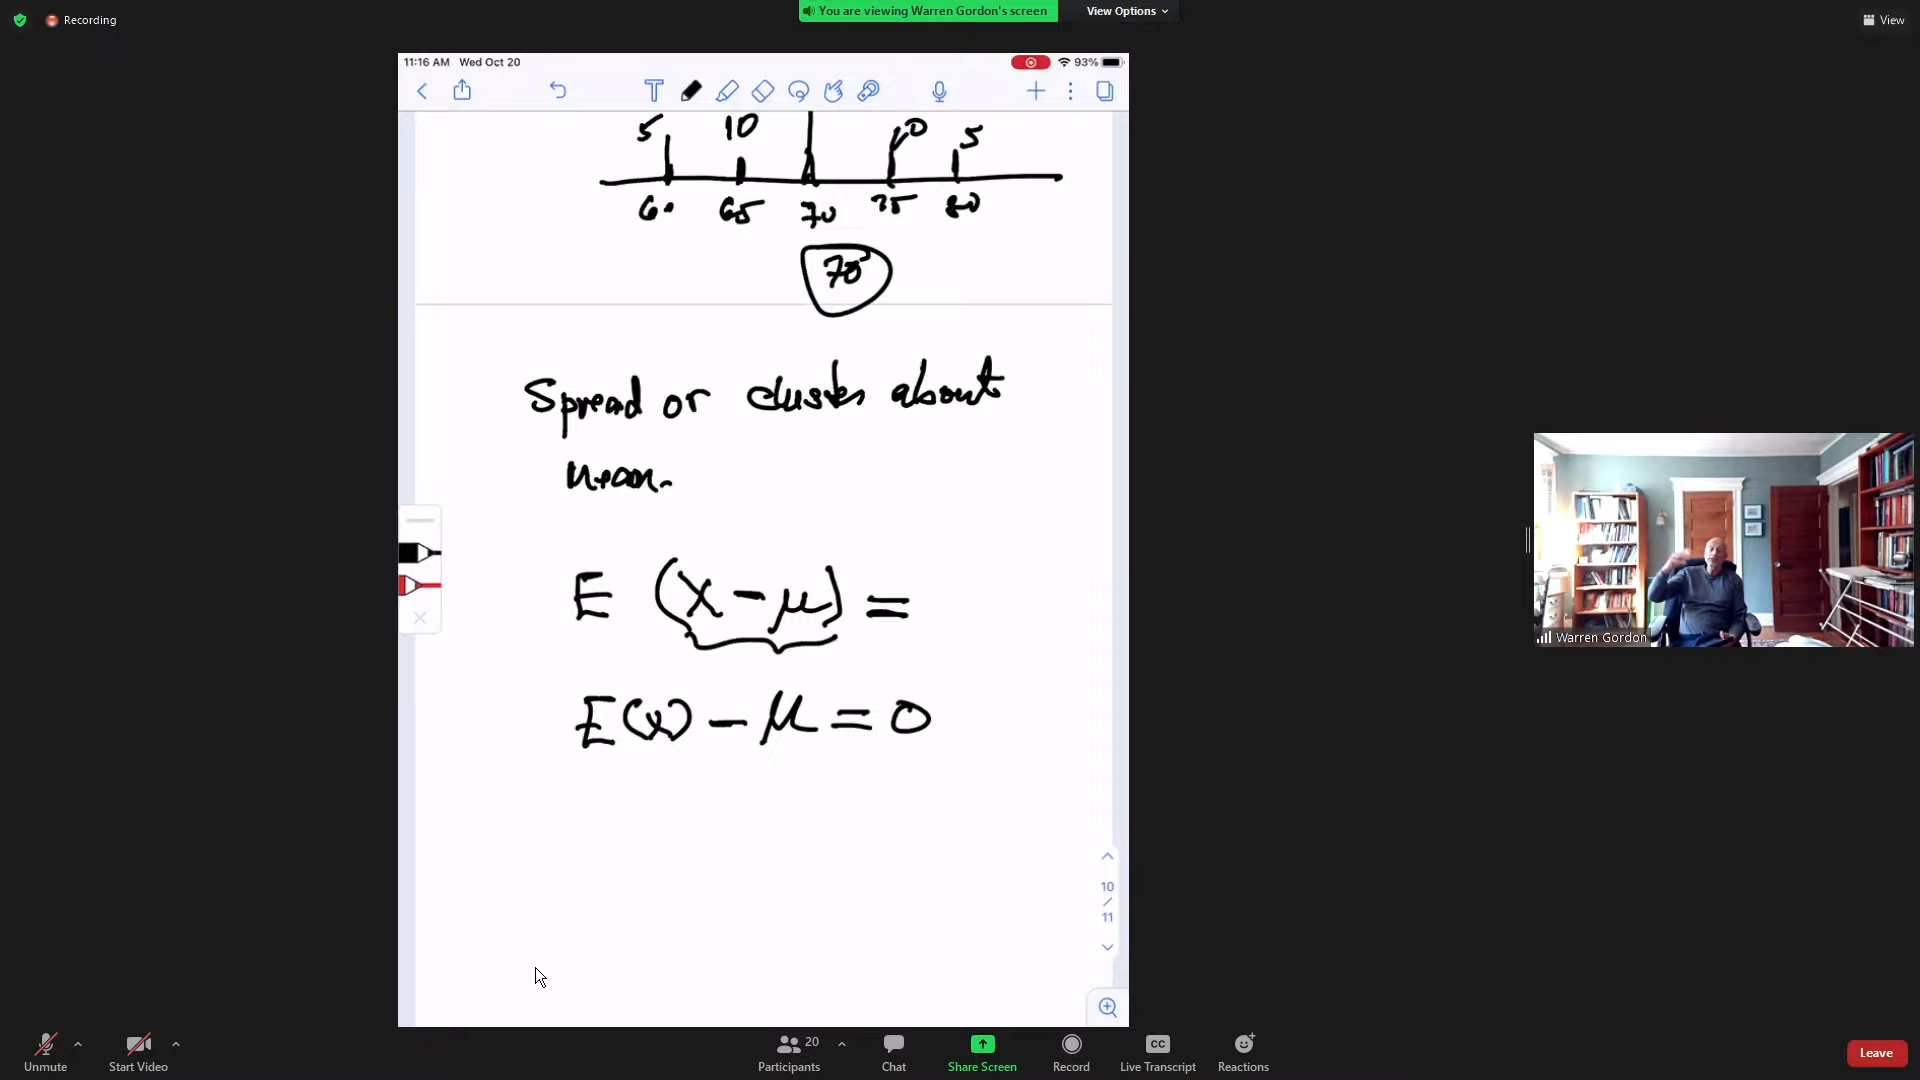 Recording
You are viewing Warren Gordon's screen
View Options
View
11:16 AM Wed Oct 20
93%
5 10 10 5
60 65 70 75 80
70
Spread or cluster about
mean.
E (x - μ) =
E(x) - μ = 0
10
/
11
Warren Gordon
Unmute
Start Video
20
Participants
Chat
Share Screen
Record
CC
Live Transcript
Reactions
Leave